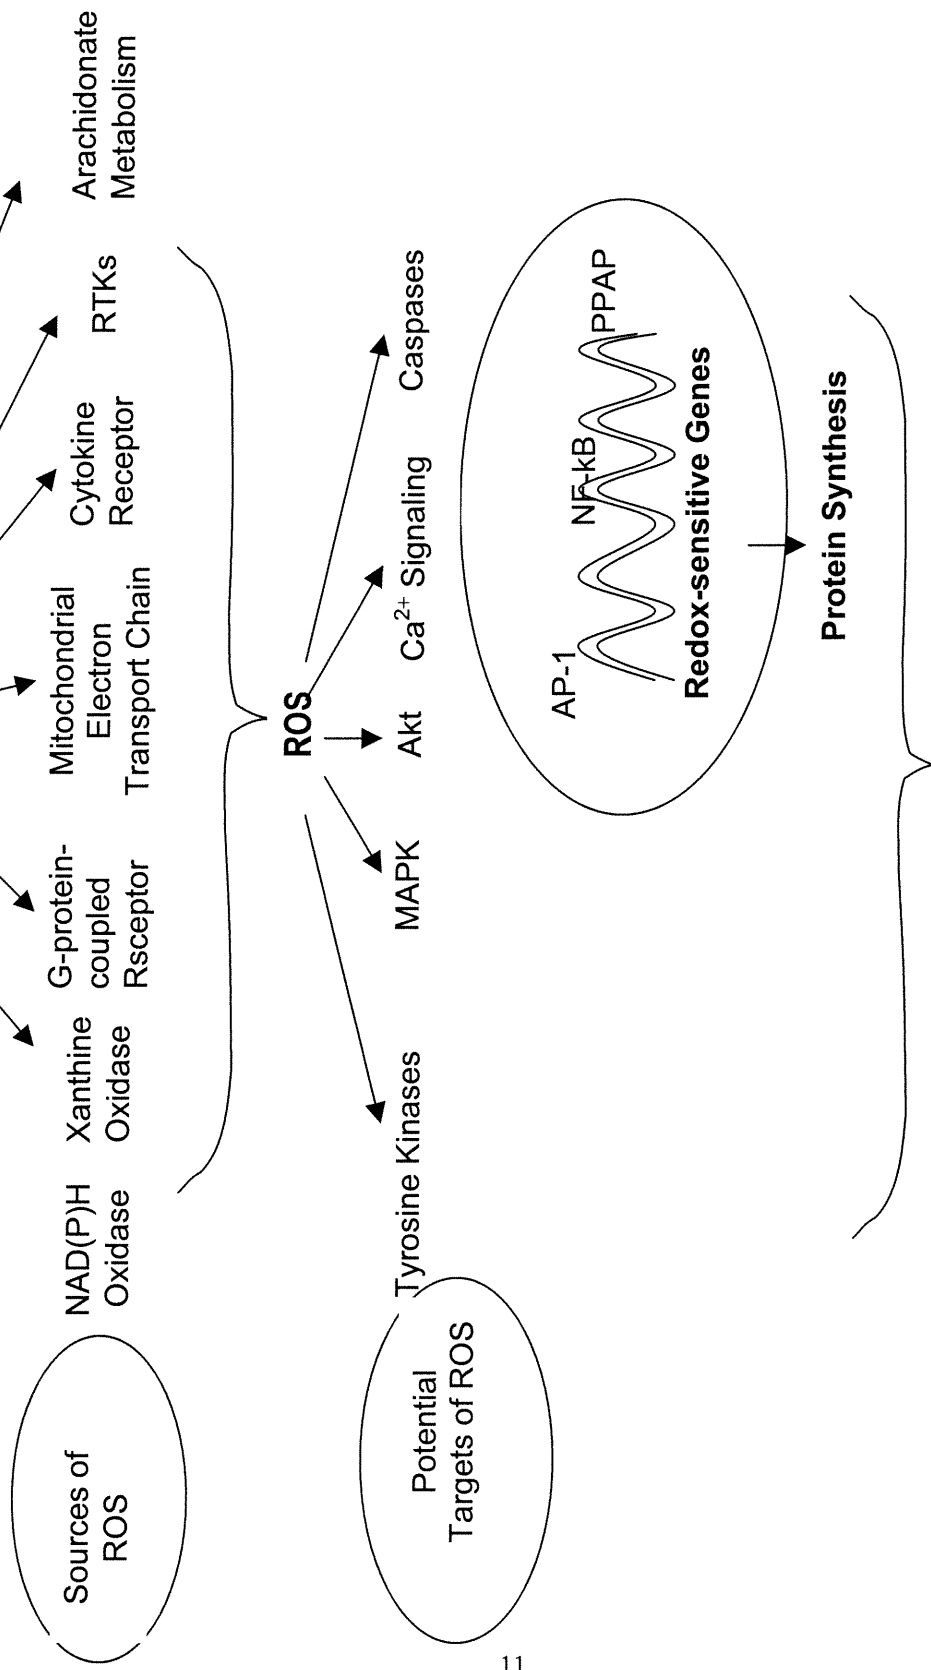 Sources of
ROS
NAD(P)H
Oxidase
Xanthine
Oxidase
G-protein-
coupled
Rsceptor
Mitochondrial
Electron
Transport Chain
Cytokine
Receptor
RTKs
Arachidonate
Metabolism
ROS
Potential
Targets of ROS
Tyrosine Kinases
MAPK
Akt
Ca²⁺ Signaling
Caspases
AP-1
NF-kB
PPAP
Redox-sensitive Genes
Protein Synthesis
11